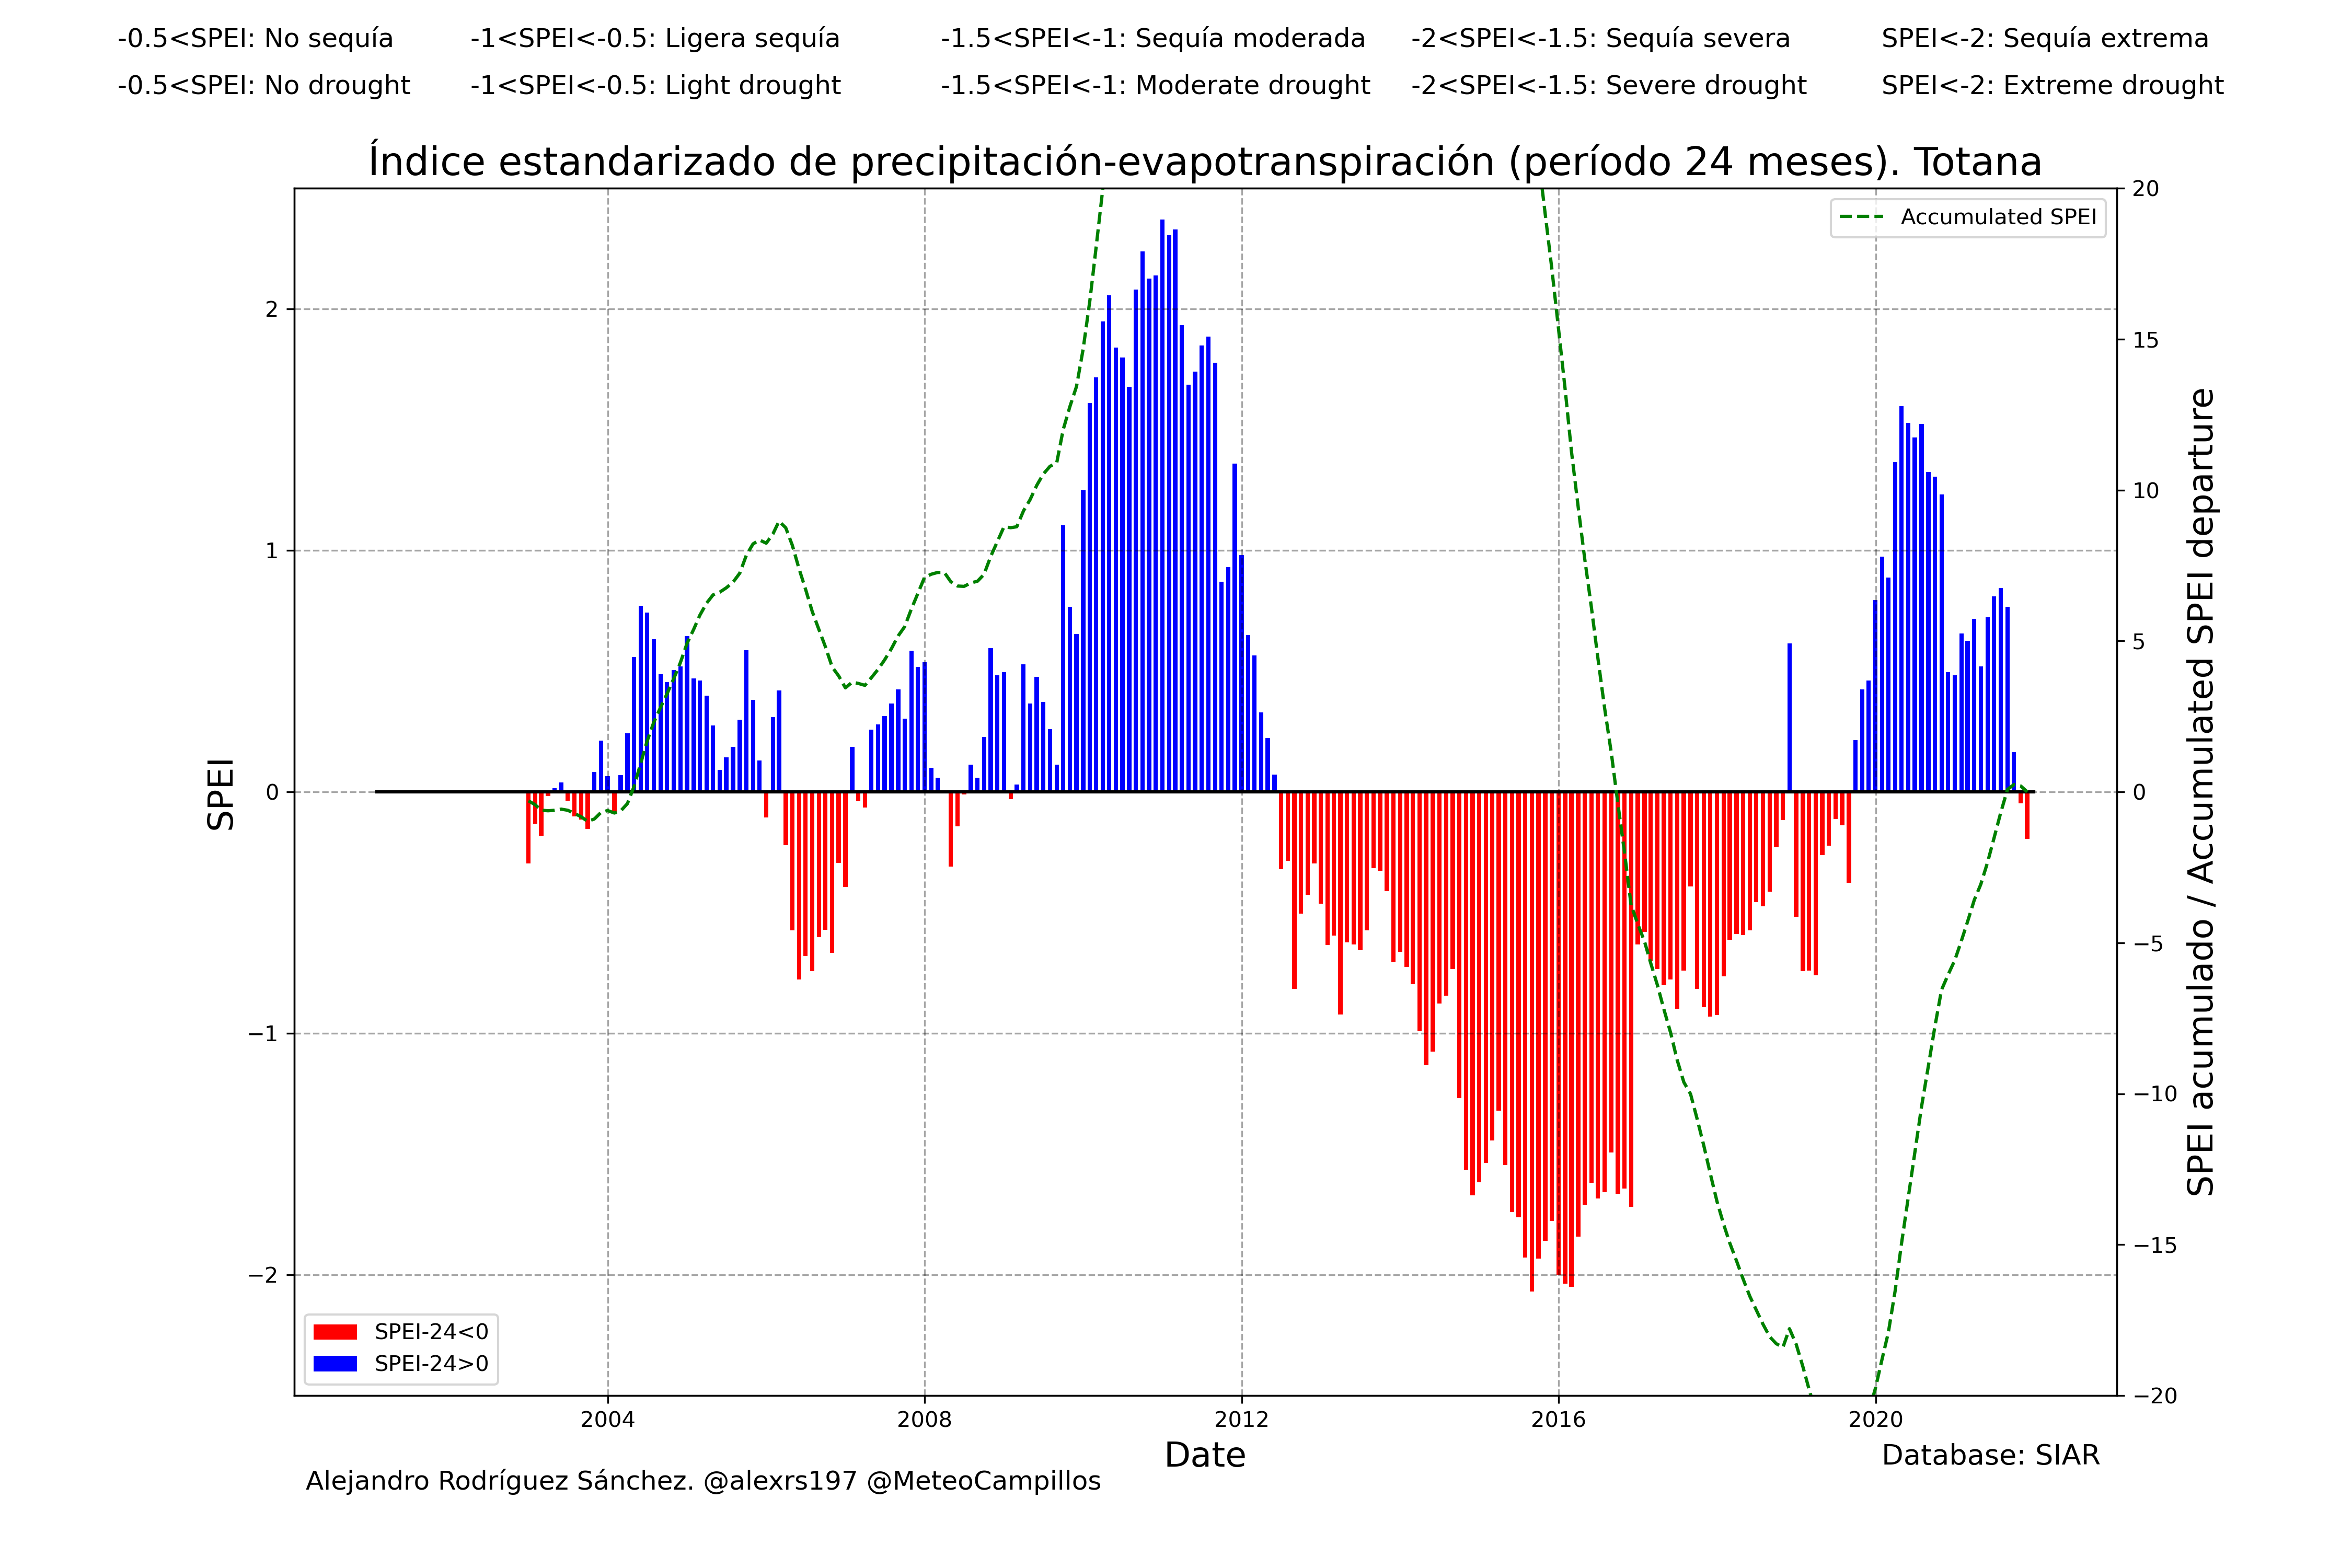 -0.5<SPEI: No sequía -1<SPEI<-0.5: Ligera sequía -1.5<SPEI<-1: Sequía moderada -2<SPEI<-1.5: Sequía severa SPEI<-2: Sequía extrema
-0.5<SPEI: No drought -1<SPEI<-0.5: Light drought -1.5<SPEI<-1: Moderate drought -2<SPEI<-1.5: Severe drought SPEI<-2: Extreme drought
Índice estandarizado de precipitación-evapotranspiración (período 24 meses). Totana
Accumulated SPEI
2
1
0
−1
−2
SPEI
20
15
10
5
0
−5
−10
−15
−20
SPEI acumulado / Accumulated SPEI departure
SPEI-24<0
SPEI-24>0
2004 2008 2012 2016 2020
Date
Database: SIAR
Alejandro Rodríguez Sánchez. @alexrs197 @MeteoCampillos